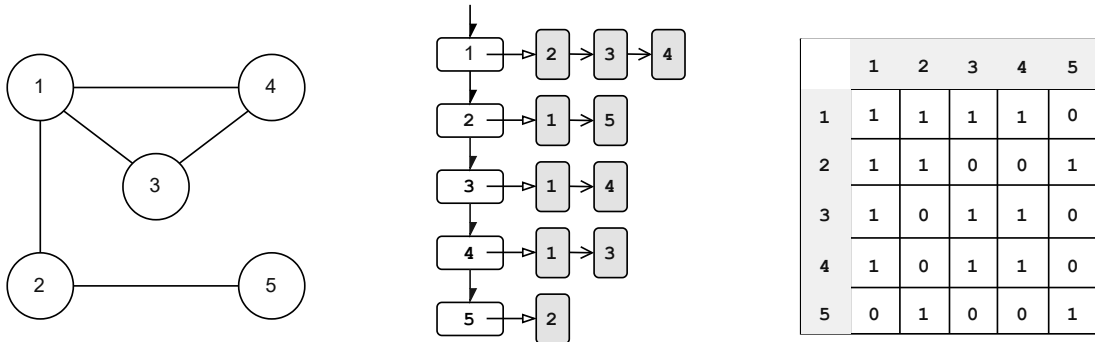 1
4
3
2
5
1 2 3 4
2 1 5
3 1 4
4 1 3
5 2
1 2 3 4 5
1 1 1 1 1 0
2 1 1 0 0 1
3 1 0 1 1 0
4 1 0 1 1 0
5 0 1 0 0 1